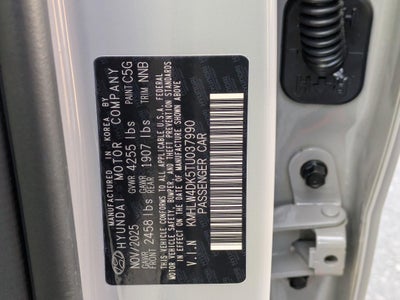 MANUFACTURED IN KOREA BY
HYUNDAI MOTOR COMPANY
NOV/2025 GVWR 4255 lbs PAINT C5G
GAWR FRONT 2458 lbs GAWR REAR 1907 lbs TRIM NNB
THIS VEHICLE CONFORMS TO ALL APPLICABLE U.S.A. FEDERAL
MOTOR VEHICLE SAFETY, BUMPER, AND THEFT PREVENTION STANDARDS
IN EFFECT ON THE DATE OF MANUFACTURE SHOWN ABOVE.
V.I.N KMHLW4DK5TU037990
PASSENGER CAR